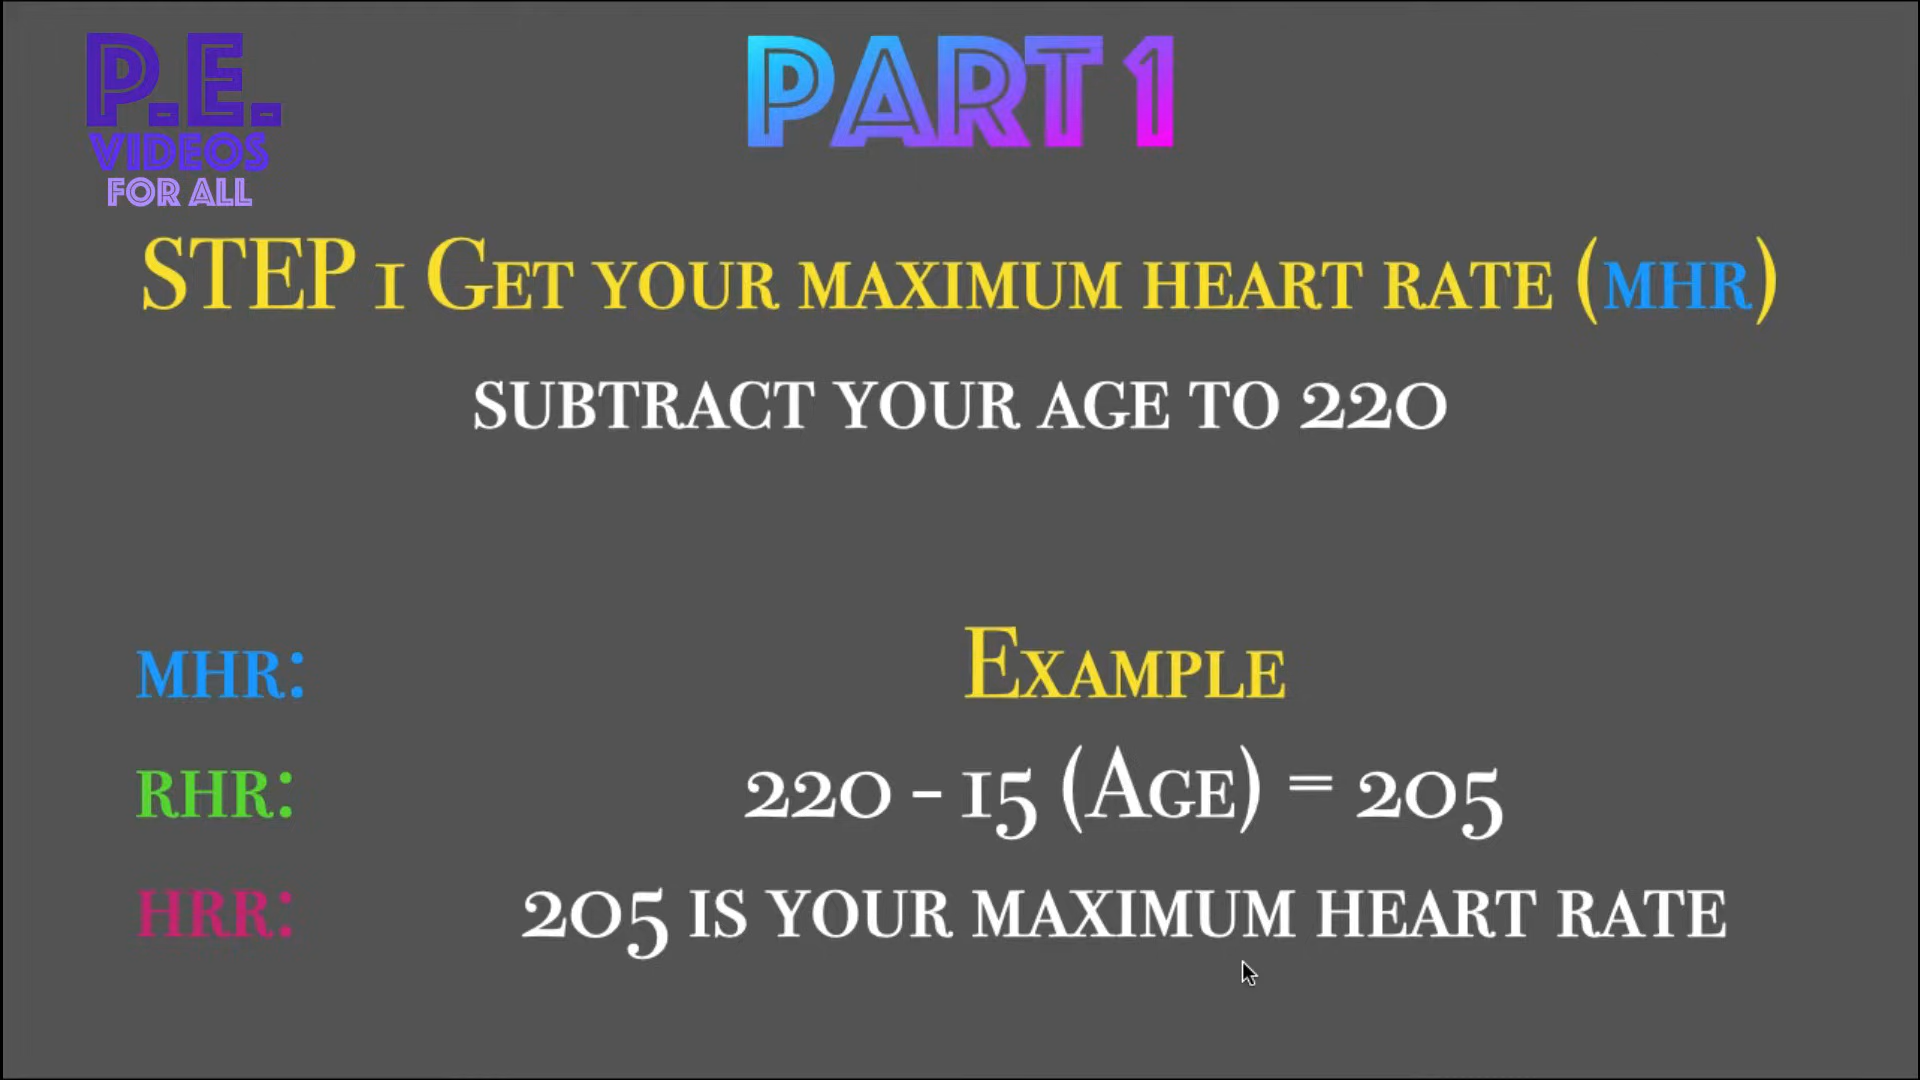 P.E.
VIDEOS
FOR ALL
PART 1
STEP 1 Get your maximum heart rate (mhr)
subtract your age to 220
mhr:
Example
rhr:
220 - 15 (Age) = 205
hrr:
205 is your maximum heart rate